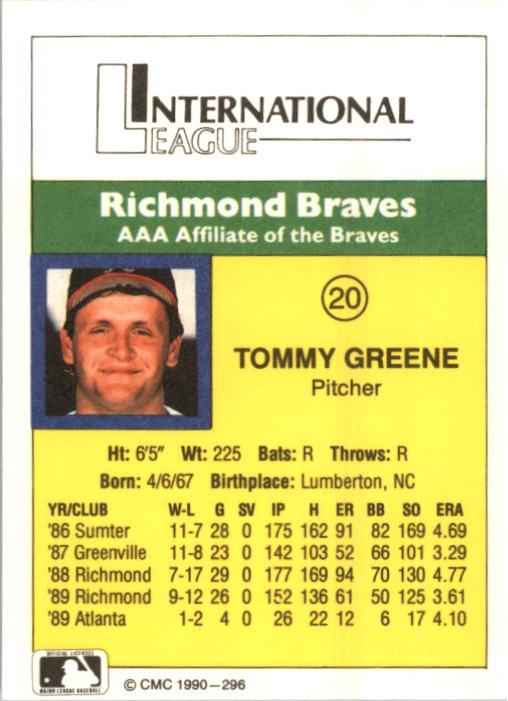 INTERNATIONAL
LEAGUE
Richmond Braves
AAA Affiliate of the Braves
20
TOMMY GREENE
Pitcher
Ht: 6'5" Wt: 225 Bats: R Throws: R
Born: 4/6/67 Birthplace: Lumberton, NC
YR/CLUB W-L G SV IP H ER BB SO ERA
'86 Sumter 11-7 28 0 175 162 91 82 169 4.69
'87 Greenville 11-8 23 0 142 103 52 66 101 3.29
'88 Richmond 7-17 29 0 177 169 94 70 130 4.77
'89 Richmond 9-12 26 0 152 136 61 50 125 3.61
'89 Atlanta 1-2 4 0 26 22 12 6 17 4.10
OFFICIAL LICENSEE
MAJOR LEAGUE BASEBALL
© CMC 1990—296